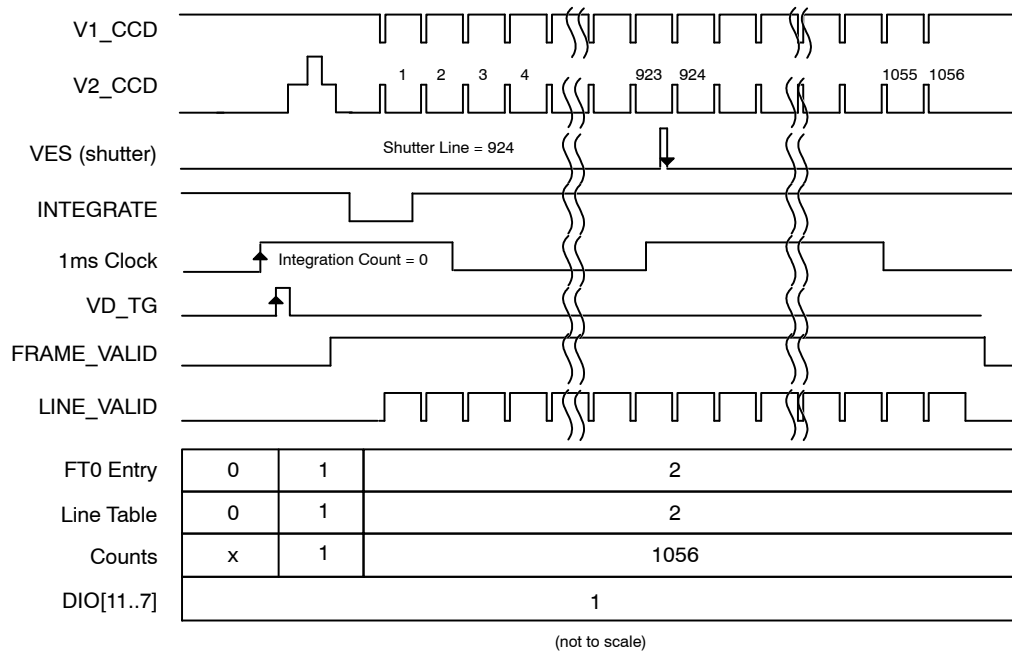 V1_CCD
V2_CCD
1 2 3 4 923 924 1055 1056
VES (shutter)
Shutter Line = 924
INTEGRATE
1ms Clock
Integration Count = 0
VD_TG
FRAME_VALID
LINE_VALID
FT0 Entry 0 1 2
Line Table 0 1 2
Counts x 1 1056
DIO[11..7] 1
(not to scale)